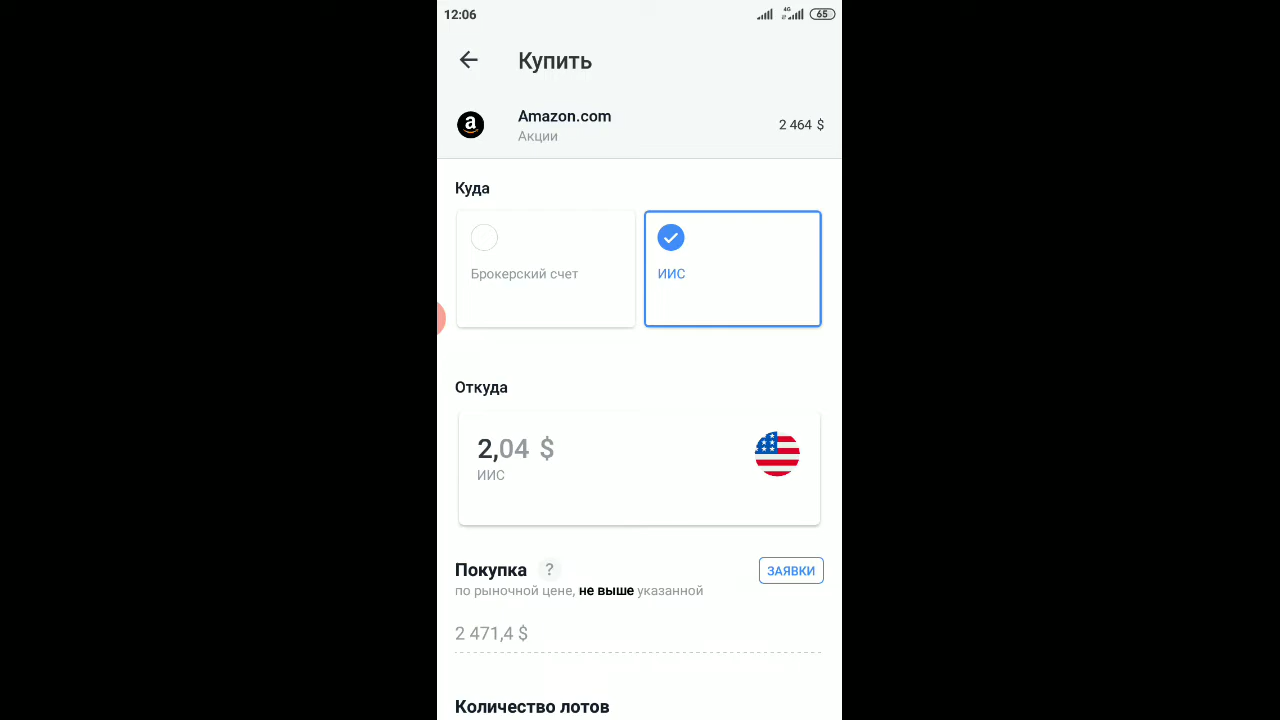 12:06
4G
65
Купить
Amazon.com
2 464 $
Акции
Куда
Брокерский счет
ИИС
Откуда
2,04 $
ИИС
Покупка ?
ЗАЯВКИ
по рыночной цене, не выше указанной
2 471,4 $
Количество лотов